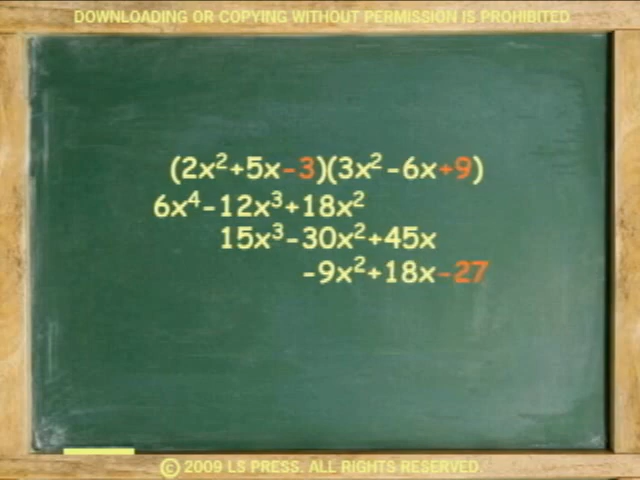 DOWNLOADING OR COPYING WITHOUT PERMISSION IS PROHIBITED
(2x²+5x-3)(3x²-6x+9)
6x⁴-12x³+18x²
15x³-30x²+45x
-9x²+18x-27
© 2009 LS PRESS. ALL RIGHTS RESERVED.